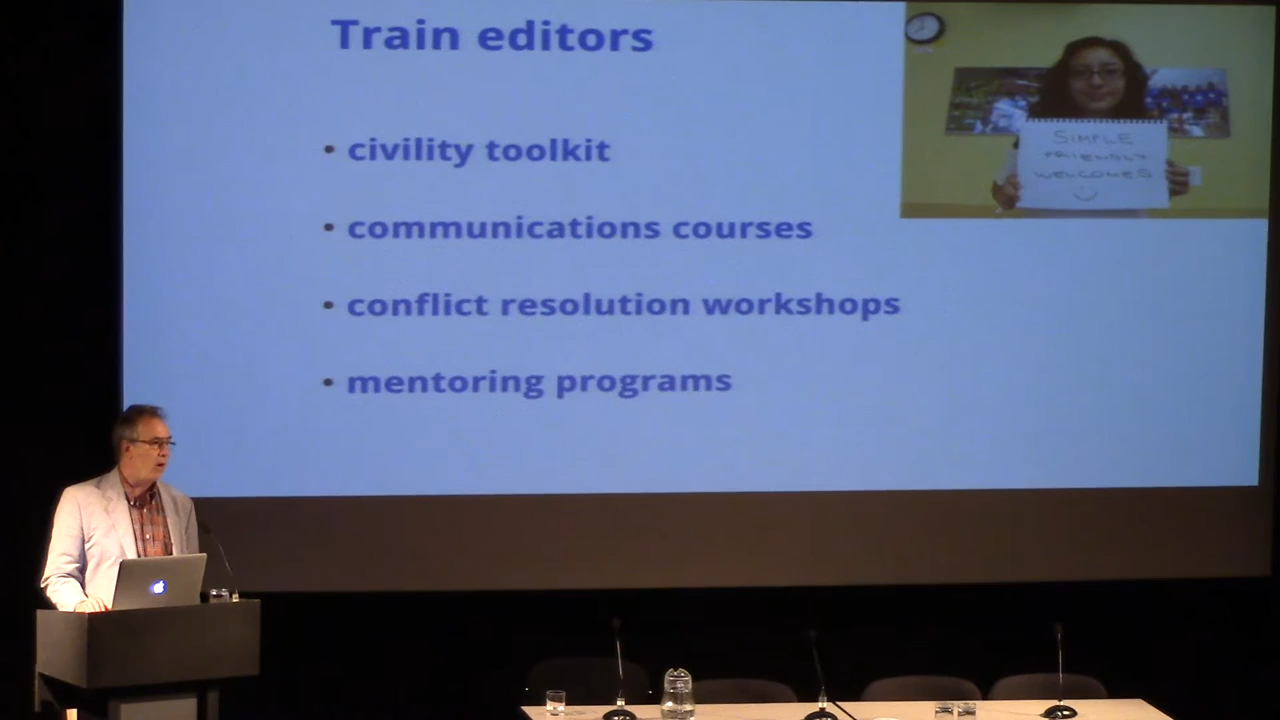 Train editors
• civility toolkit
• communications courses
• conflict resolution workshops
• mentoring programs
SIMPLE
FRIENDLY
WELCOMES